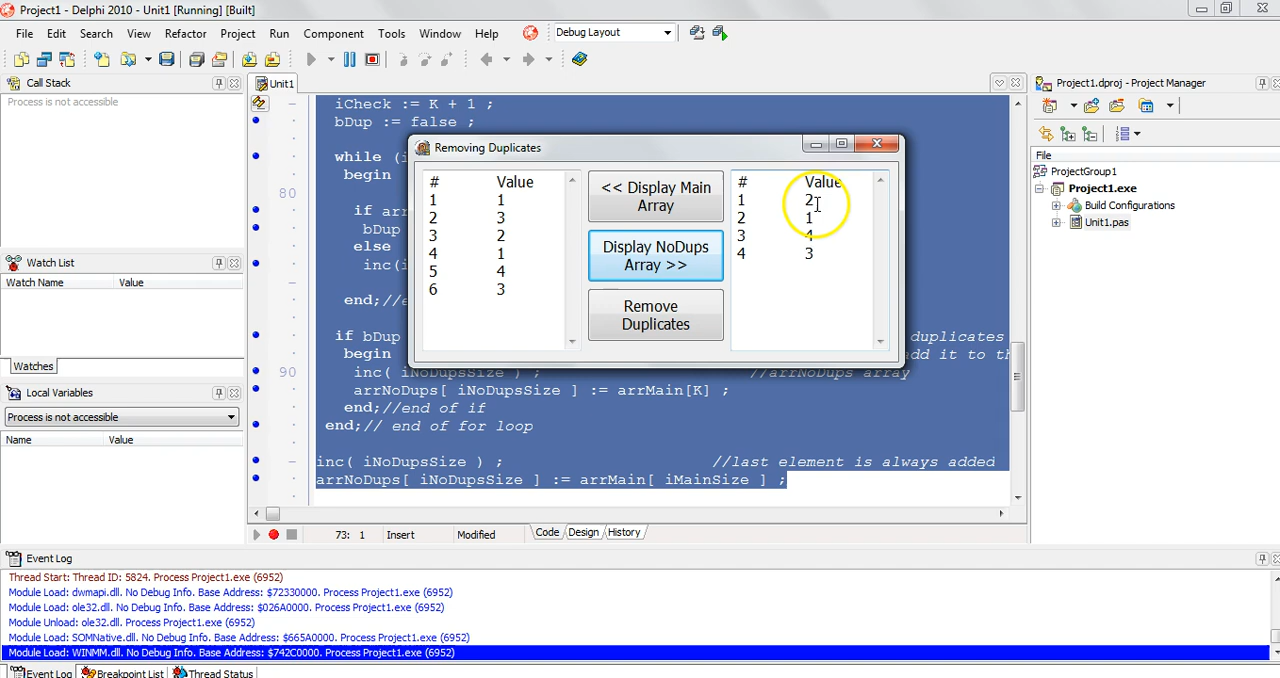 Project1 - Delphi 2010 - Unit1 [Running] [Built]
File Edit Search View Refactor Project Run Component Tools Window Help Debug Layout
Call Stack
Process is not accessible
Watch List
Watch Name Value
Watches
Local Variables
Process is not accessible
Name Value
Unit1
iCheck := K + 1 ;
bDup := false ;
while (i
begin
80
if arr
bDup
else
inc(i
end;//e
if bDup duplicates
begin add it to th
90 inc( iNoDupsSize ) ; //arrNoDups array
arrNoDups[ iNoDupsSize ] := arrMain[K] ;
end;//end of if
end;// end of for loop
inc( iNoDupsSize ) ; //last element is always added
arrNoDups[ iNoDupsSize ] := arrMain[ iMainSize ] ;
73: 1 Insert Modified Code Design History
Removing Duplicates
# Value
1 1
2 3
3 2
4 1
5 4
6 3
<< Display Main
Array
Display NoDups
Array >>
Remove
Duplicates
# Value
1 2
2 1
3 4
4 3
Project1.dproj - Project Manager
File
ProjectGroup1
Project1.exe
Build Configurations
Unit1.pas
Event Log
Thread Start: Thread ID: 5824. Process Project1.exe (6952)
Module Load: dwmapi.dll. No Debug Info. Base Address: $72330000. Process Project1.exe (6952)
Module Load: ole32.dll. No Debug Info. Base Address: $026A0000. Process Project1.exe (6952)
Module Unload: ole32.dll. Process Project1.exe (6952)
Module Load: SOMNative.dll. No Debug Info. Base Address: $665A0000. Process Project1.exe (6952)
Module Load: WINMM.dll. No Debug Info. Base Address: $742C0000. Process Project1.exe (6952)
Event Log Breakpoint List Thread Status